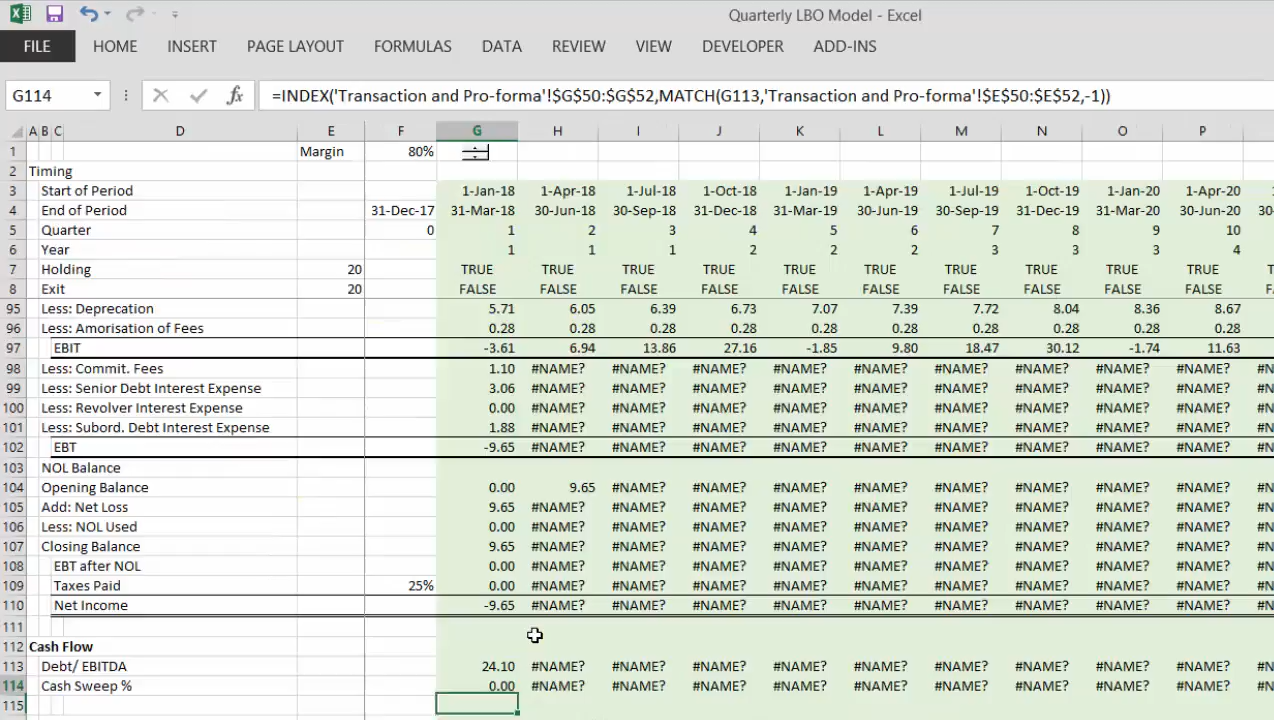 Quarterly LBO Model - Excel
FILE HOME INSERT PAGE LAYOUT FORMULAS DATA REVIEW VIEW DEVELOPER ADD-INS
G114 fx =INDEX('Transaction and Pro-forma'!$G$50:$G$52,MATCH(G113,'Transaction and Pro-forma'!$E$50:$E$52,-1))
A B C D E F G H I J K L M N O P
1 Margin 80%
2 Timing
3 Start of Period 1-Jan-18 1-Apr-18 1-Jul-18 1-Oct-18 1-Jan-19 1-Apr-19 1-Jul-19 1-Oct-19 1-Jan-20 1-Apr-20
4 End of Period 31-Dec-17 31-Mar-18 30-Jun-18 30-Sep-18 31-Dec-18 31-Mar-19 30-Jun-19 30-Sep-19 31-Dec-19 31-Mar-20 30-Jun-20
5 Quarter 0 1 2 3 4 5 6 7 8 9 10
6 Year 1 1 1 2 2 2 3 3 3 4
7 Holding 20 TRUE TRUE TRUE TRUE TRUE TRUE TRUE TRUE TRUE TRUE
8 Exit 20 FALSE FALSE FALSE FALSE FALSE FALSE FALSE FALSE FALSE FALSE
95 Less: Deprecation 5.71 6.05 6.39 6.73 7.07 7.39 7.72 8.04 8.36 8.67
96 Less: Amorisation of Fees 0.28 0.28 0.28 0.28 0.28 0.28 0.28 0.28 0.28 0.28
97 EBIT -3.61 6.94 13.86 27.16 -1.85 9.80 18.47 30.12 -1.74 11.63
98 Less: Commit. Fees 1.10 #NAME? #NAME? #NAME? #NAME? #NAME? #NAME? #NAME? #NAME? #NAME? #N
99 Less: Senior Debt Interest Expense 3.06 #NAME? #NAME? #NAME? #NAME? #NAME? #NAME? #NAME? #NAME? #NAME? #N
100 Less: Revolver Interest Expense 0.00 #NAME? #NAME? #NAME? #NAME? #NAME? #NAME? #NAME? #NAME? #NAME? #N
101 Less: Subord. Debt Interest Expense 1.88 #NAME? #NAME? #NAME? #NAME? #NAME? #NAME? #NAME? #NAME? #NAME? #N
102 EBT -9.65 #NAME? #NAME? #NAME? #NAME? #NAME? #NAME? #NAME? #NAME? #NAME? #N
103 NOL Balance
104 Opening Balance 0.00 9.65 #NAME? #NAME? #NAME? #NAME? #NAME? #NAME? #NAME? #NAME? #N
105 Add: Net Loss 9.65 #NAME? #NAME? #NAME? #NAME? #NAME? #NAME? #NAME? #NAME? #NAME? #N
106 Less: NOL Used 0.00 #NAME? #NAME? #NAME? #NAME? #NAME? #NAME? #NAME? #NAME? #NAME? #N
107 Closing Balance 9.65 #NAME? #NAME? #NAME? #NAME? #NAME? #NAME? #NAME? #NAME? #NAME? #N
108 EBT after NOL 0.00 #NAME? #NAME? #NAME? #NAME? #NAME? #NAME? #NAME? #NAME? #NAME? #N
109 Taxes Paid 25% 0.00 #NAME? #NAME? #NAME? #NAME? #NAME? #NAME? #NAME? #NAME? #NAME? #N
110 Net Income -9.65 #NAME? #NAME? #NAME? #NAME? #NAME? #NAME? #NAME? #NAME? #NAME? #N
111
112 Cash Flow
113 Debt/ EBITDA 24.10 #NAME? #NAME? #NAME? #NAME? #NAME? #NAME? #NAME? #NAME? #NAME? #N
114 Cash Sweep % 0.00 #NAME? #NAME? #NAME? #NAME? #NAME? #NAME? #NAME? #NAME? #NAME? #N
115